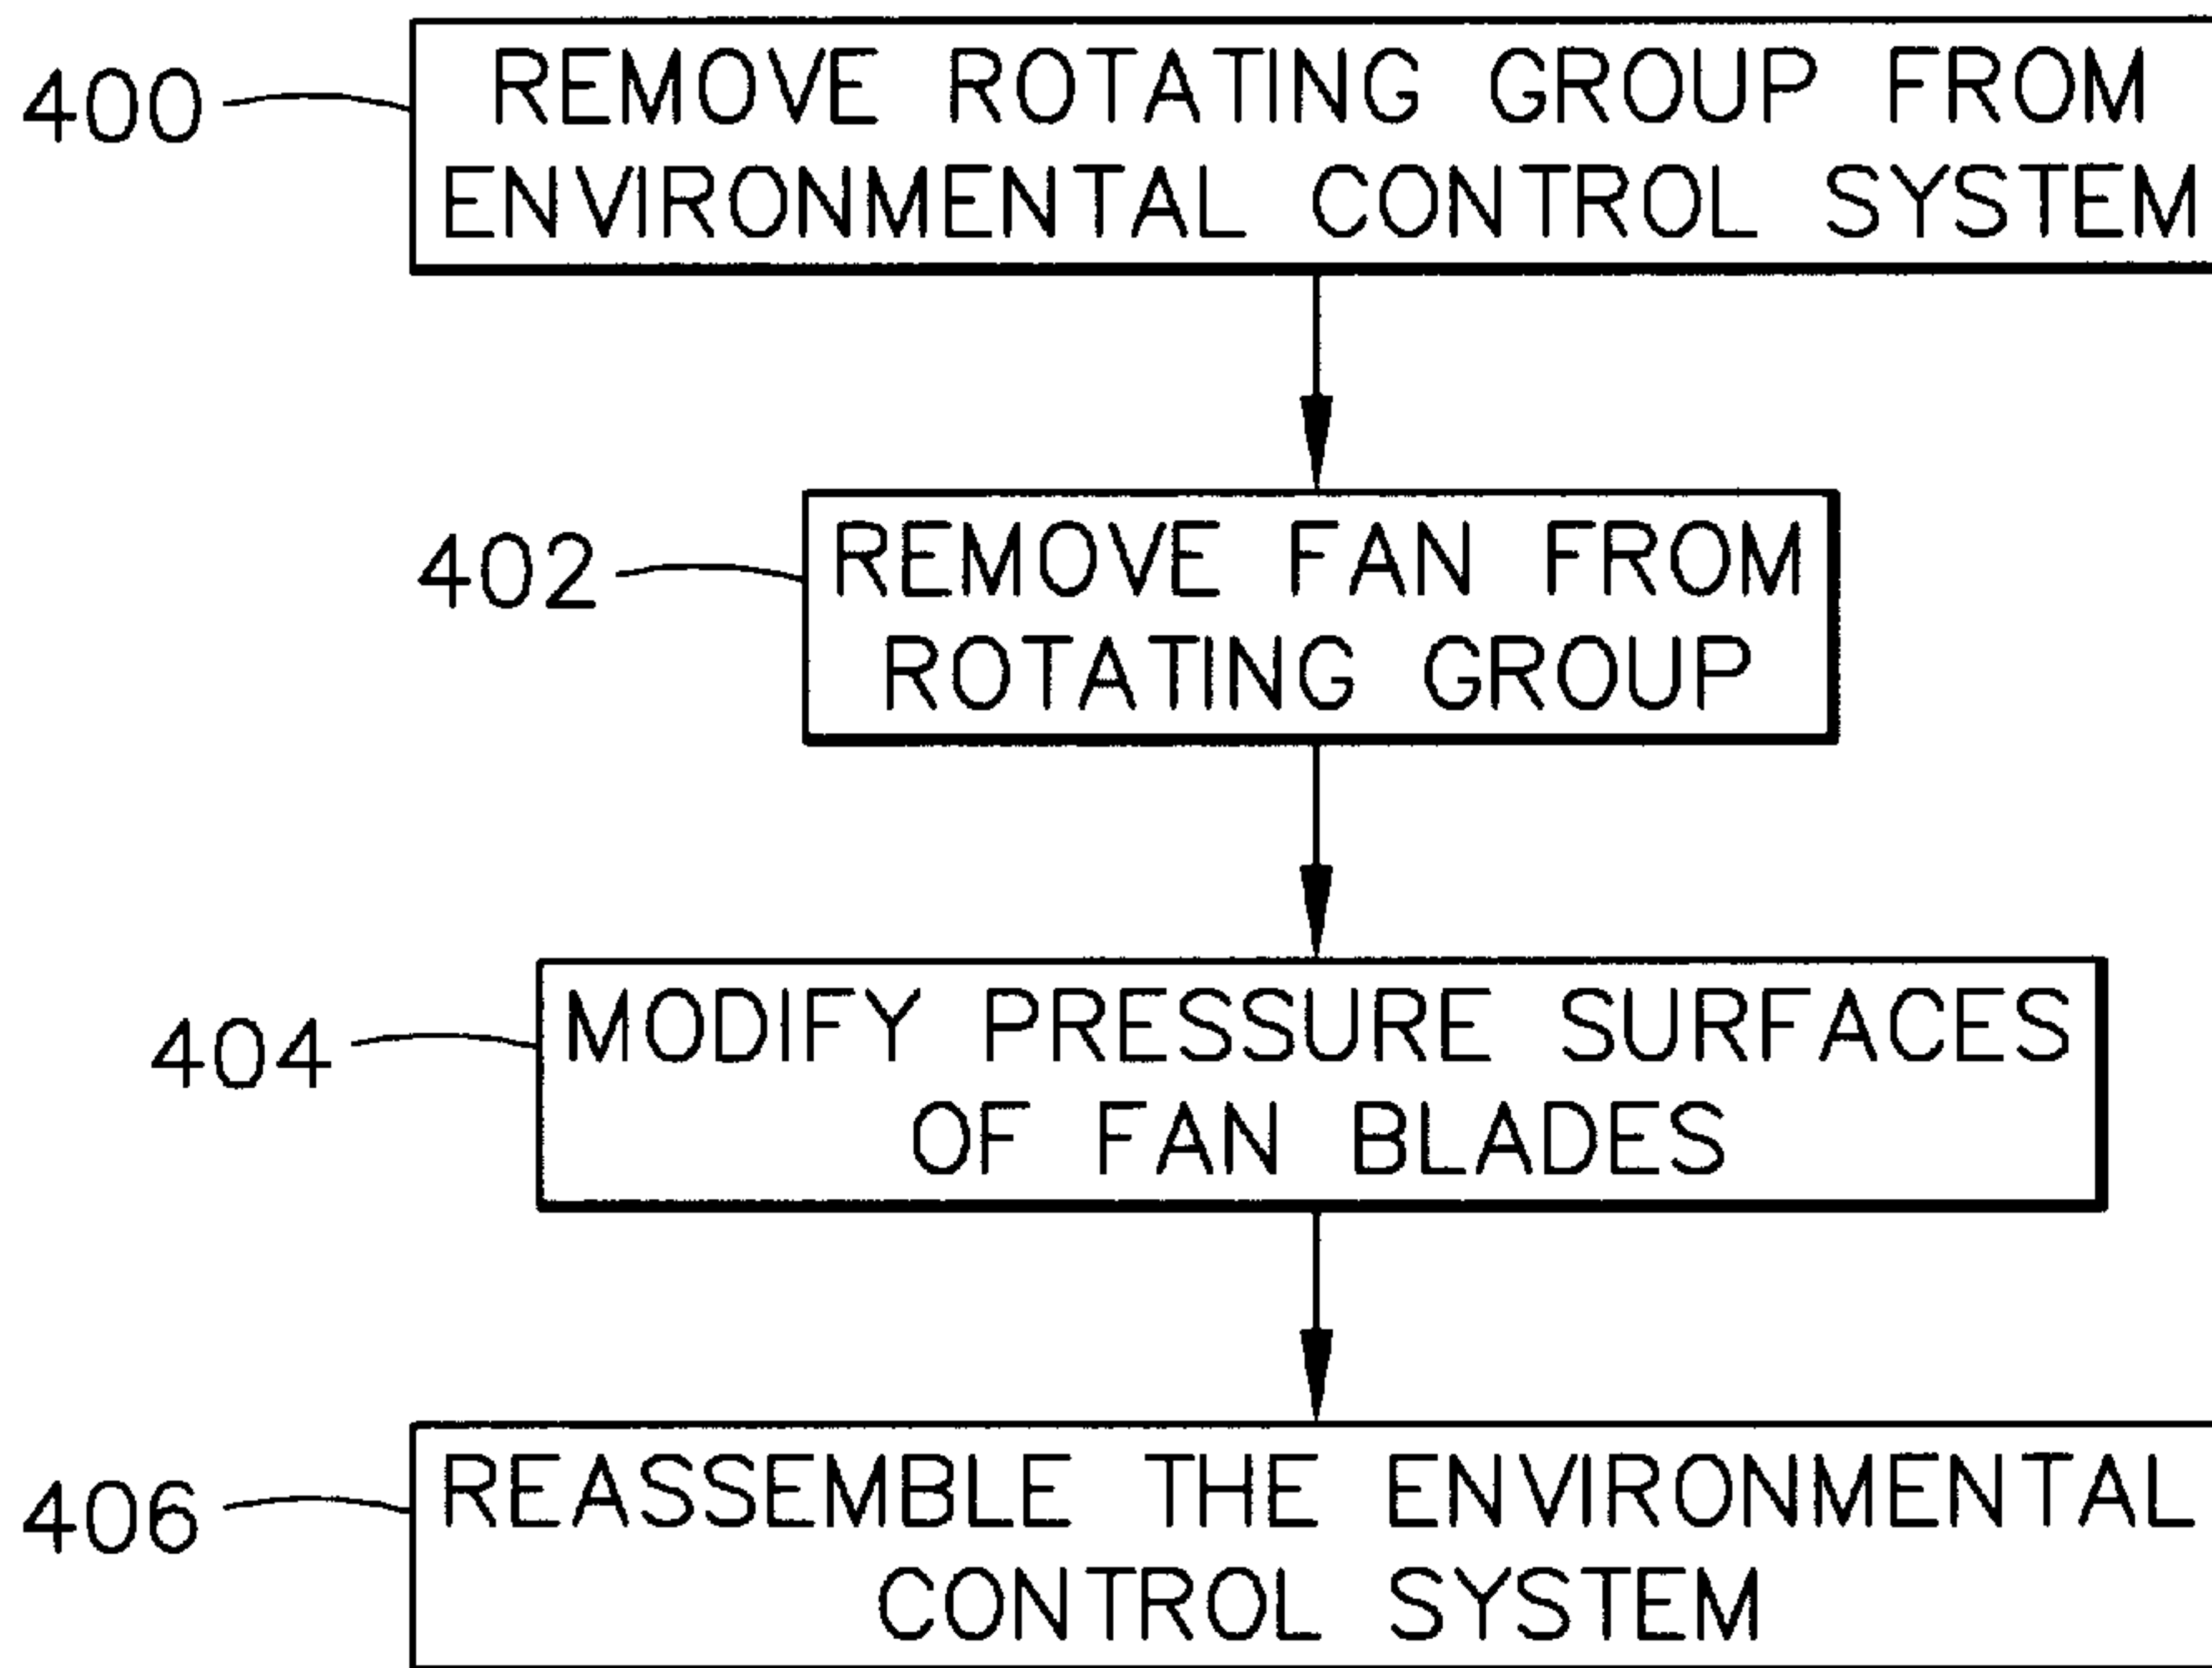 400
REMOVE ROTATING GROUP FROM
ENVIRONMENTAL CONTROL SYSTEM
402
REMOVE FAN FROM
ROTATING GROUP
404
MODIFY PRESSURE SURFACES
OF FAN BLADES
406
REASSEMBLE THE ENVIRONMENTAL
CONTROL SYSTEM